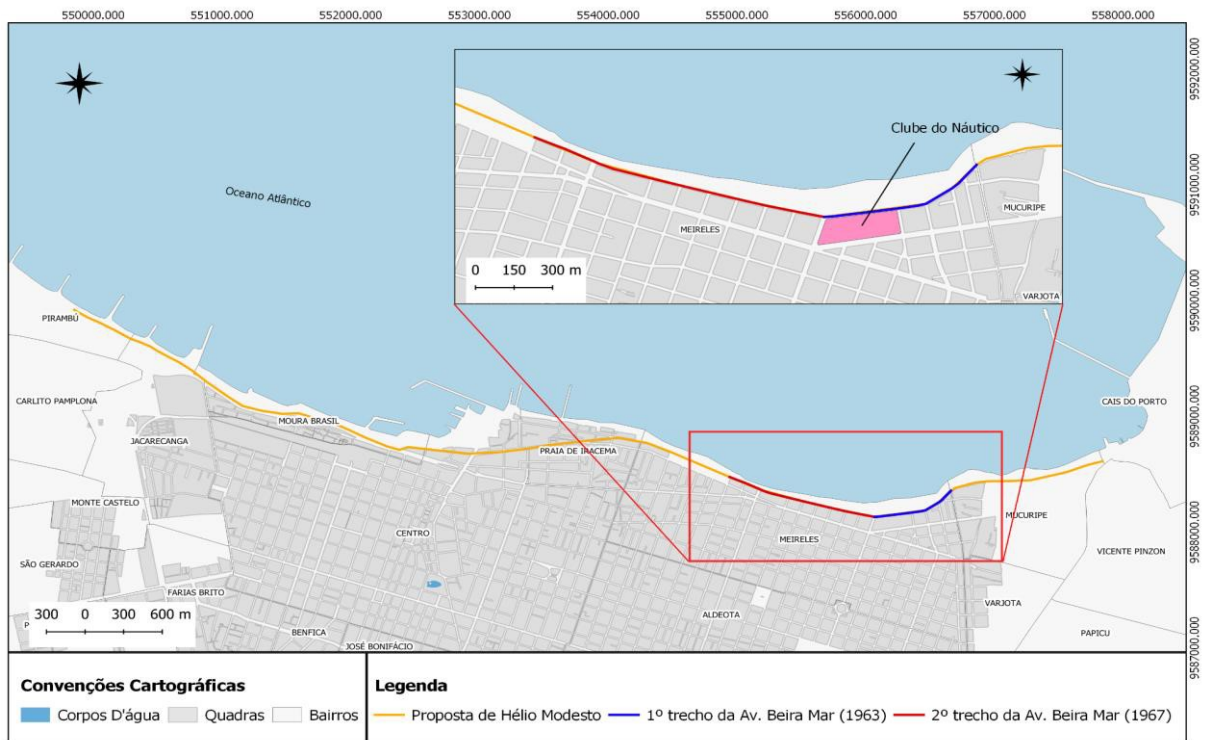 550000.000 551000.000 552000.000 553000.000 554000.000 555000.000 556000.000 557000.000 558000.000
9592000.000
9591000.000
9590000.000
9589000.000
9588000.000
9587000.000
Clube do Náutico
MEIRELES
MUCURIPE
VARJOTA
0 150 300 m
Oceano Atlântico
PIRAMBÚ
CARLITO PAMPLONA
JACARECANGA
MOURA BRASIL
PRAIA DE IRACEMA
CAIS DO PORTO
MONTE CASTELO
CENTRO
MEIRELES
MUCURIPE
VICENTE PINZON
SÃO GERARDO
FARIAS BRITO
ALDEOTA
VARJOTA
PAPICU
300 0 300 600 m
P
BENFICA
JOSÉ BONIFÁCIO
Convenções Cartográficas
Corpos D'água Quadras Bairros
Legenda
Proposta de Hélio Modesto 1º trecho da Av. Beira Mar (1963) 2º trecho da Av. Beira Mar (1967)